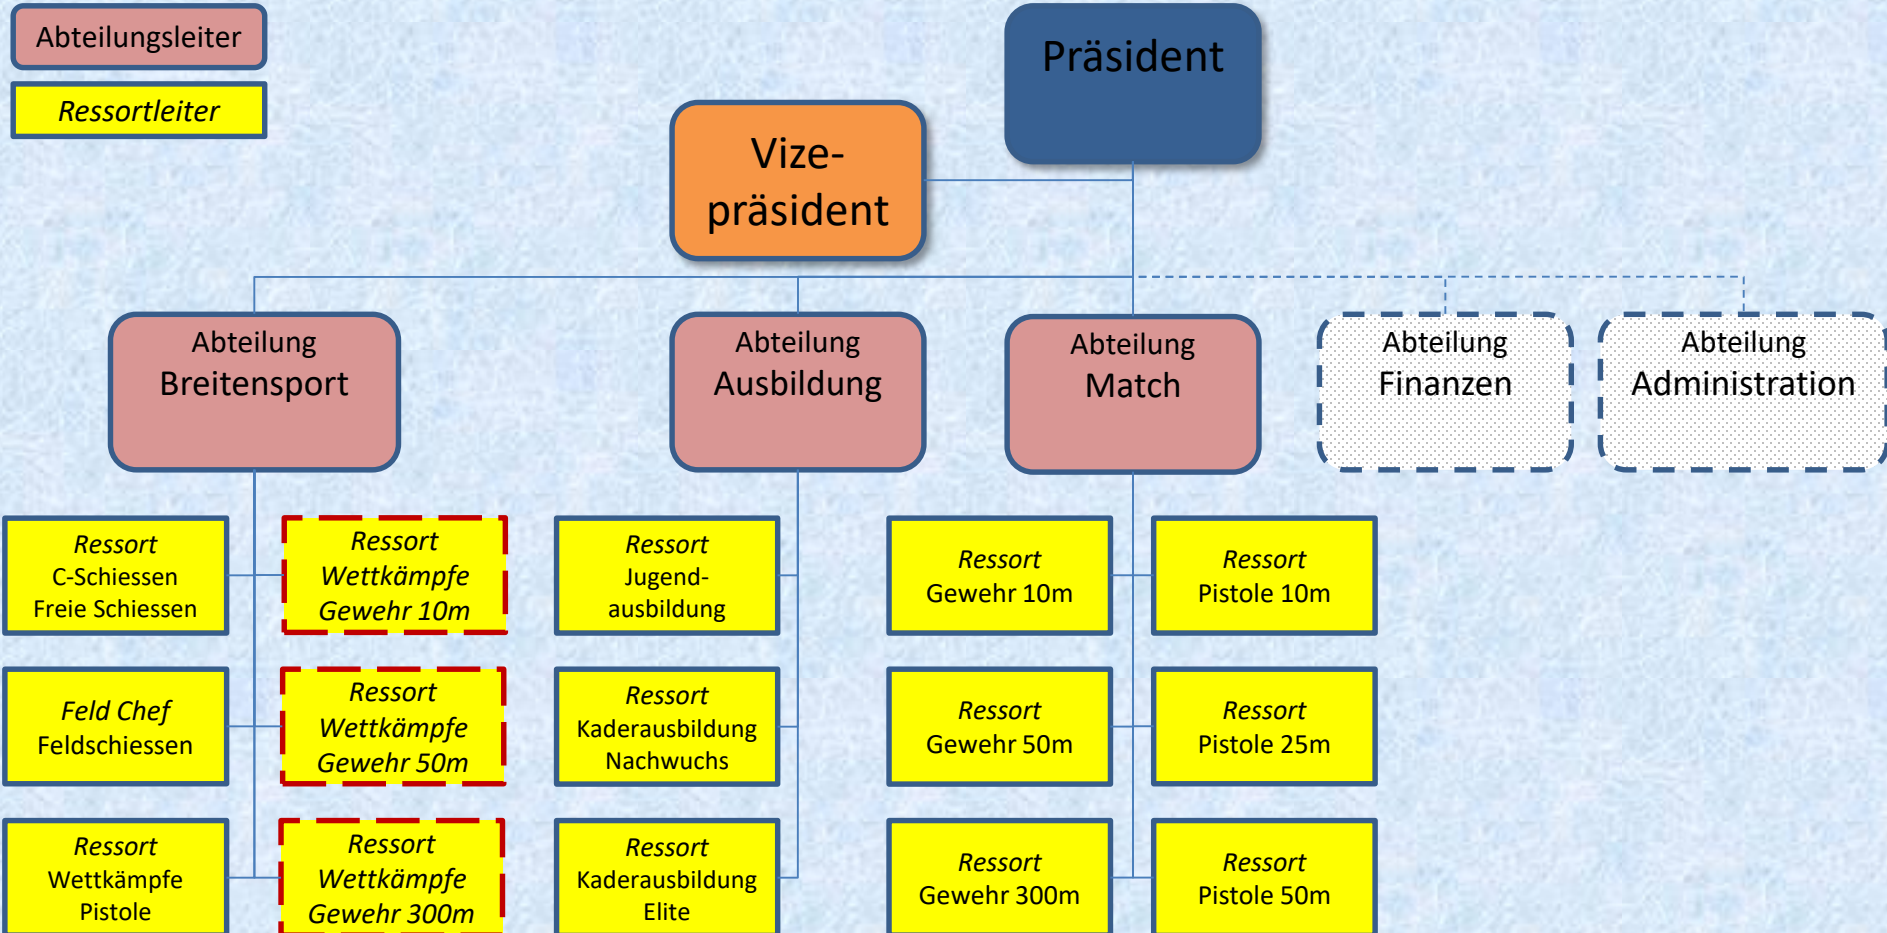 Abteilungsleiter
Ressortleiter
Präsident
Vize-
präsident
Abteilung
Breitensport
Abteilung
Ausbildung
Abteilung
Match
Abteilung
Finanzen
Abteilung
Administration
Ressort
C-Schiessen
Freie Schiessen
Ressort
Wettkämpfe
Gewehr 10m
Ressort
Jugend-
ausbildung
Ressort
Gewehr 10m
Ressort
Pistole 10m
Feld Chef
Feldschiessen
Ressort
Wettkämpfe
Gewehr 50m
Ressort
Kaderausbildung
Nachwuchs
Ressort
Gewehr 50m
Ressort
Pistole 25m
Ressort
Wettkämpfe
Pistole
Ressort
Wettkämpfe
Gewehr 300m
Ressort
Kaderausbildung
Elite
Ressort
Gewehr 300m
Ressort
Pistole 50m